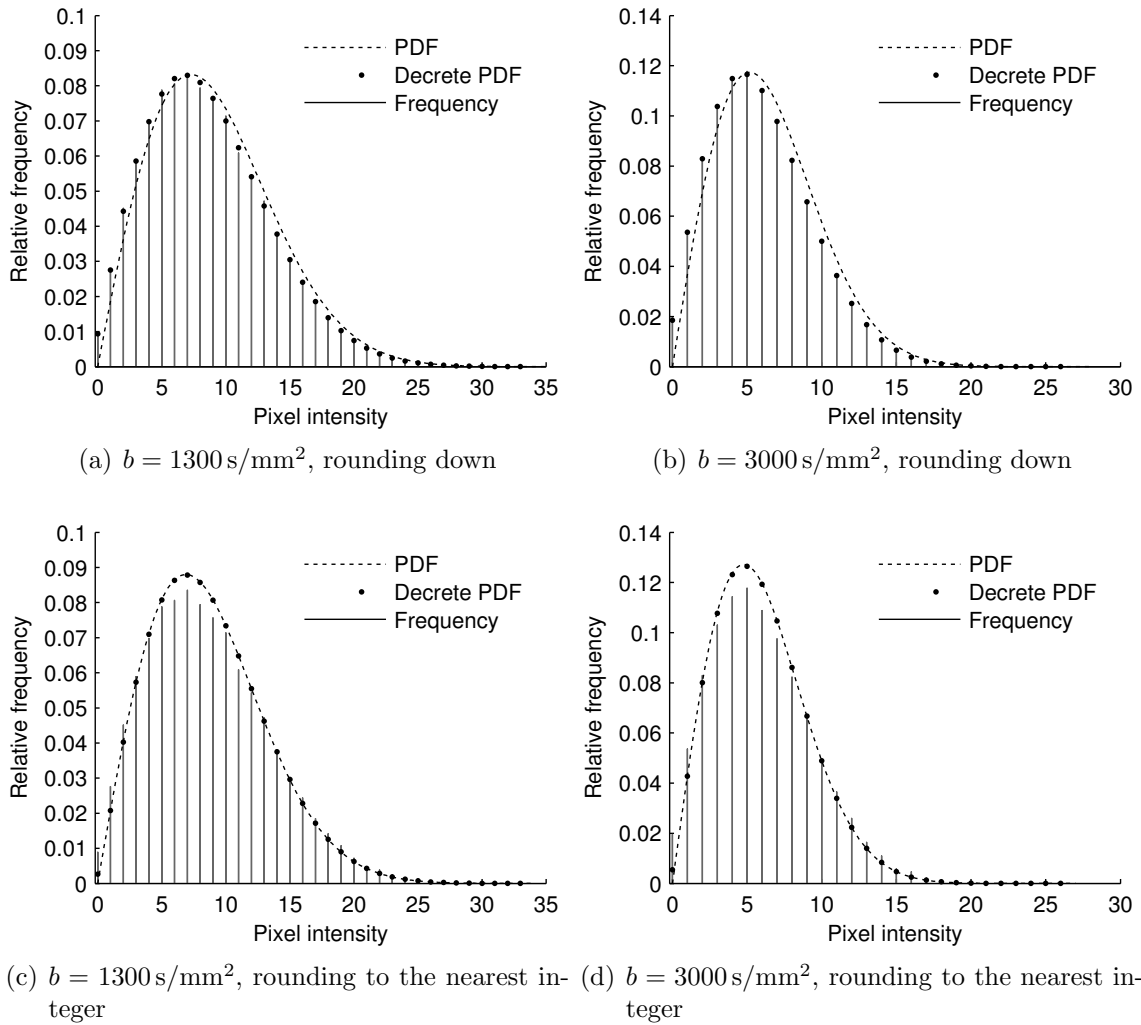 0.1
0.09
0.08
0.07
0.06
0.05
0.04
0.03
0.02
0.01
0
Relative frequency
PDF
Decrete PDF
Frequency
0 5 10 15 20 25 30 35
Pixel intensity
(a) b = 1300 s/mm², rounding down
0.14
0.12
0.1
0.08
0.06
0.04
0.02
0
Relative frequency
PDF
Decrete PDF
Frequency
0 5 10 15 20 25 30
Pixel intensity
(b) b = 3000 s/mm², rounding down
0.1
0.09
0.08
0.07
0.06
0.05
0.04
0.03
0.02
0.01
0
Relative frequency
PDF
Decrete PDF
Frequency
0 5 10 15 20 25 30 35
Pixel intensity
(c) b = 1300 s/mm², rounding to the nearest in-
teger
0.14
0.12
0.1
0.08
0.06
0.04
0.02
0
Relative frequency
PDF
Decrete PDF
Frequency
0 5 10 15 20 25 30
Pixel intensity
(d) b = 3000 s/mm², rounding to the nearest in-
teger